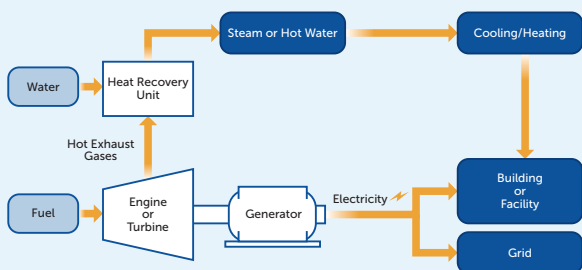 Steam or Hot Water
Cooling/Heating
Water
Heat Recovery
Unit
Hot Exhaust
Gases
Fuel
Engine
or
Turbine
Generator
Electricity
Building
or
Facility
Grid